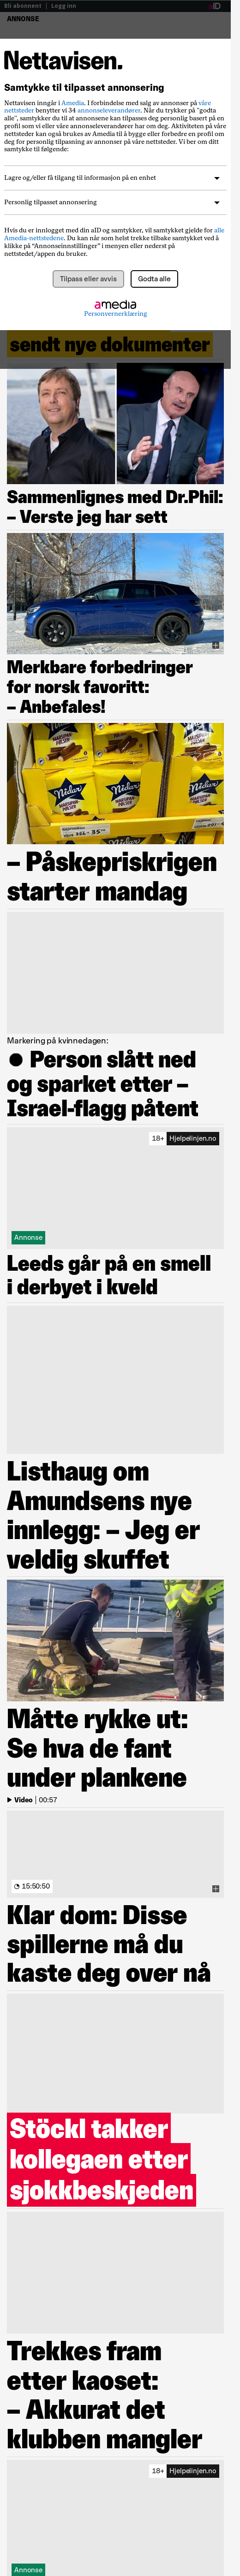 Bli abonnent | Logg inn
ANNONSE
Nettavisen.
Samtykke til tilpasset annonsering
Nettavisen inngår i Amedia. I forbindelse med salg av annonser på våre
nettsteder benytter vi 34 annonseleverandører. Når du trykker på "godta
alle", samtykker du til at annonsører kan tilpasse deg personlig basert på en
profil som vi eller våre annonseleverandører har om deg. Aktiviteten på våre
nettsteder kan også brukes av Amedia til å bygge eller forbedre en profil om
deg for personlig tilpasning av annonser på våre nettsteder. Vi ber om ditt
samtykke til følgende:
Lagre og/eller få tilgang til informasjon på en enhet
Personlig tilpasset annonsering
Hvis du er innlogget med din aID og samtykker, vil samtykket gjelde for alle
Amedia-nettstedene. Du kan når som helst trekke tilbake samtykket ved å
klikke på “Annonseinnstillinger” i menyen eller nederst på
nettstedet/appen du bruker.
Tilpass eller avvis
Godta alle
amedia
Personvernerklæring
sendt nye dokumenter
Sammenlignes med Dr.Phil:
– Verste jeg har sett
Merkbare forbedringer
for norsk favoritt:
– Anbefales!
– Påskepriskrigen
starter mandag
Markering på kvinnedagen:
● Person slått ned
og sparket etter –
Israel-flagg påtent
18+ Hjelpelinjen.no
Annonse
Leeds går på en smell
i derbyet i kveld
Listhaug om
Amundsens nye
innlegg: – Jeg er
veldig skuffet
Måtte rykke ut:
Se hva de fant
under plankene
Video | 00:57
15:50:50
Klar dom: Disse
spillerne må du
kaste deg over nå
Stöckl takker
kollegaen etter
sjokkbeskjeden
Trekkes fram
etter kaoset:
– Akkurat det
klubben mangler
18+ Hjelpelinjen.no
Annonse